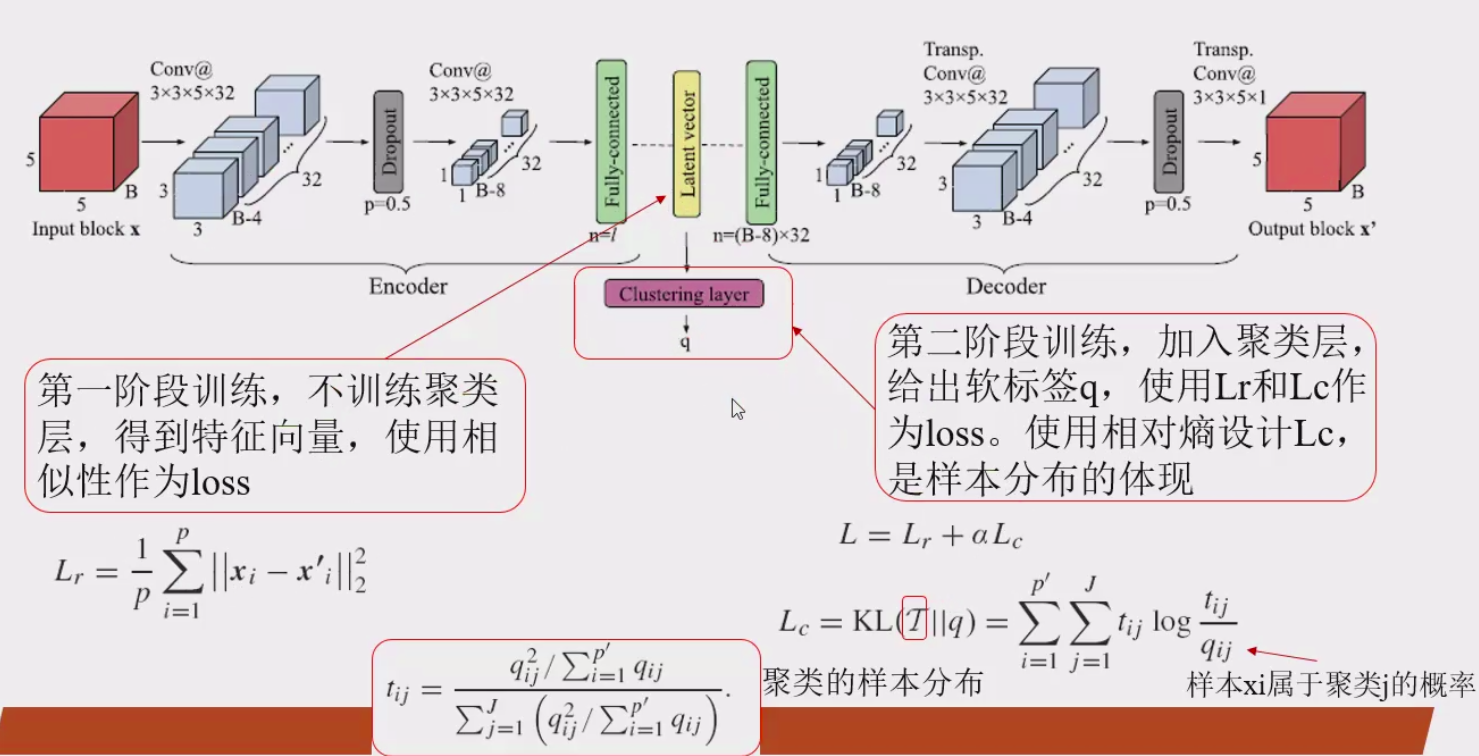 Conv@
3×3×5×32
Conv@
3×3×5×32
Transp.
Conv@
3×3×5×32
Transp.
Conv@
3×3×5×1
5
5
B
Input block x
3
3
B-4
...
32
Dropout
p=0.5
1
1
B-8
32
Fully-connected
n=l
Latent vector
Fully-connected
n=(B-8)×32
1
1
B-8
32
3
3
B-4
...
32
Dropout
p=0.5
5
5
B
Output block x’
Encoder
Decoder
Clustering layer
q
第一阶段训练，不训练聚类
层，得到特征向量，使用相
似性作为loss
第二阶段训练，加入聚类层，
给出软标签q，使用Lr和Lc作
为loss。使用相对熵设计Lc，
是样本分布的体现
L_r = \frac{1}{p} \sum_{i=1}^{p} ||x_i - x'_i||_2^2
L = L_r + αL_c
L_c = KL(𝒯||q) = \sum_{i=1}^{p'} \sum_{j=1}^{J} t_{ij} log \frac{t_{ij}}{q_{ij}}
t_{ij} = \frac{q_{ij}^2 / \sum_{i=1}^{p'} q_{ij}}{\sum_{j=1}^{J} (q_{ij}^2 / \sum_{i=1}^{p'} q_{ij})}.
聚类的样本分布
样本xi属于聚类j的概率